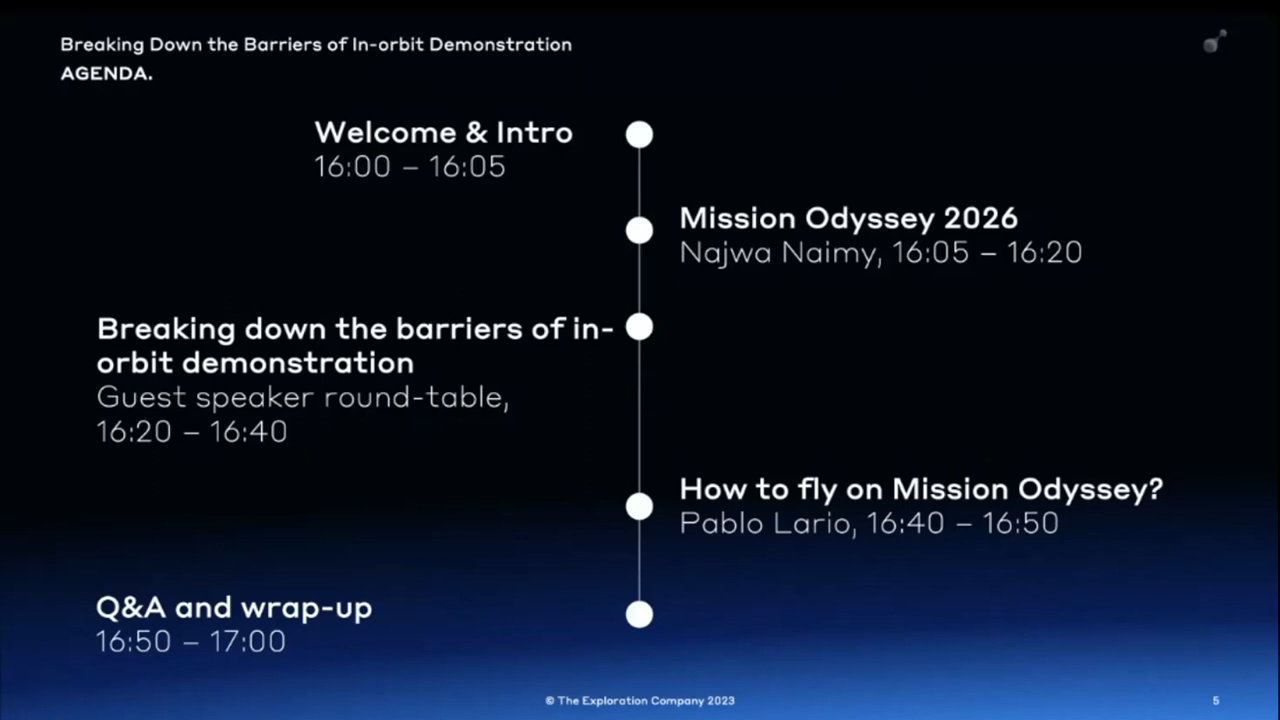 Breaking Down the Barriers of In-orbit Demonstration
AGENDA.
Welcome & Intro
16:00 – 16:05
Mission Odyssey 2026
Najwa Naimy, 16:05 – 16:20
Breaking down the barriers of in-
orbit demonstration
Guest speaker round-table,
16:20 – 16:40
How to fly on Mission Odyssey?
Pablo Lario, 16:40 – 16:50
Q&A and wrap-up
16:50 – 17:00
© The Exploration Company 2023
5